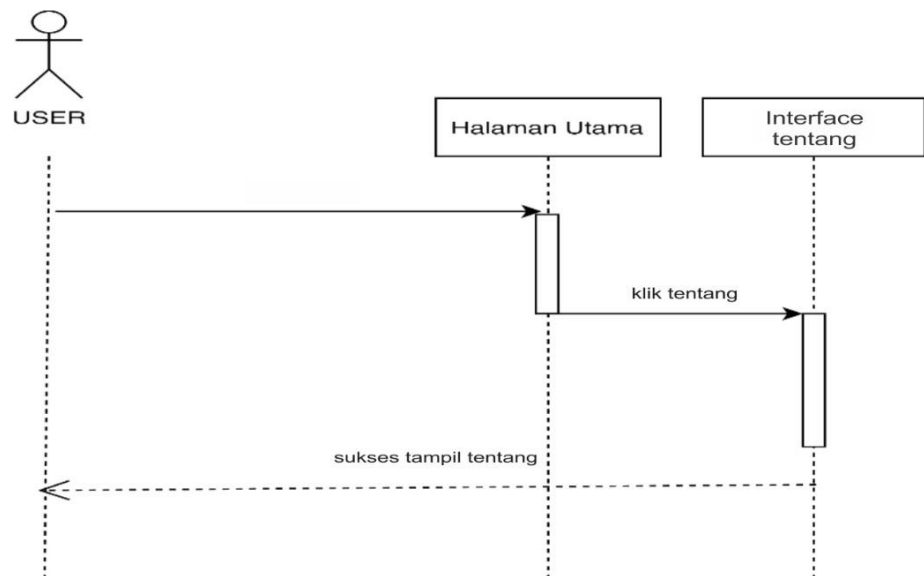 USER
Halaman Utama
Interface
tentang
klik tentang
sukses tampil tentang